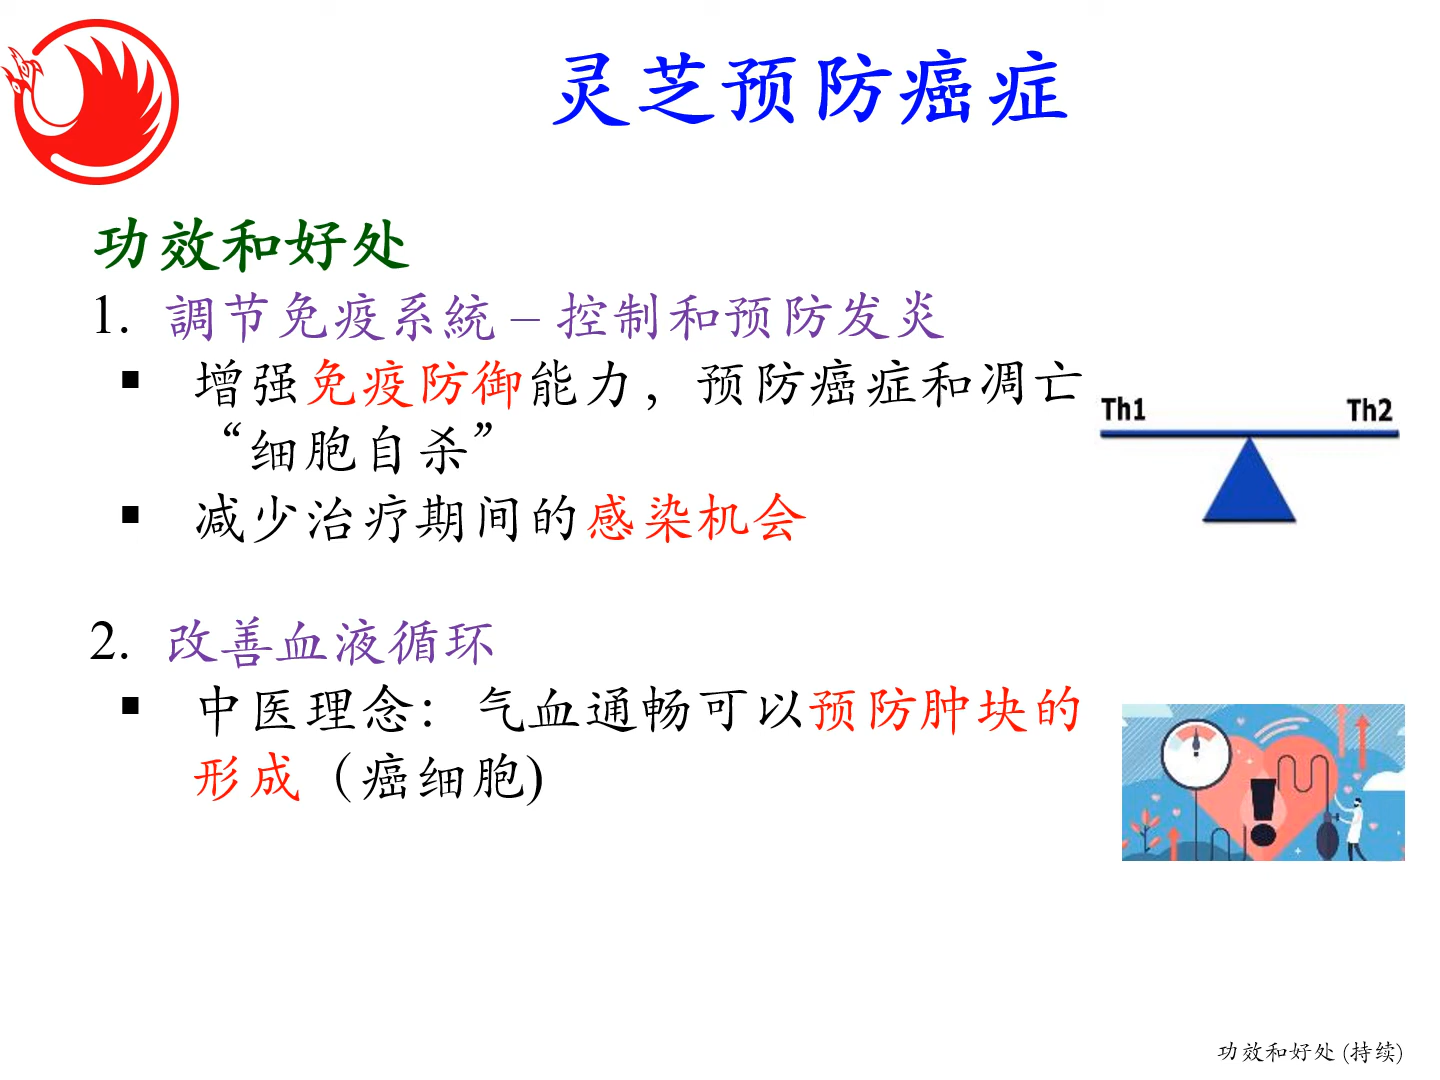 灵芝预防癌症
功效和好处
1. 調节免疫系統 – 控制和预防发炎
▪ 增强免疫防御能力，预防癌症和凋亡
“细胞自杀”
Th1 Th2
▪ 减少治疗期间的感染机会
2. 改善血液循环
▪ 中医理念：气血通畅可以预防肿块的
形成（癌细胞)
功效和好处 (持续)